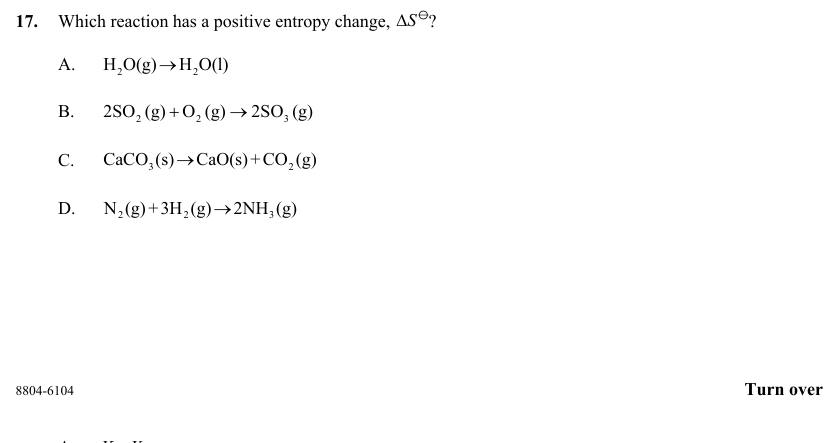 17. Which reaction has a positive entropy change, ΔS⊖?
A. H₂O(g)→H₂O(l)
B. 2SO₂(g)+O₂(g)→2SO₃(g)
C. CaCO₃(s)→CaO(s)+CO₂(g)
D. N₂(g)+3H₂(g)→2NH₃(g)
8804-6104 Turn over